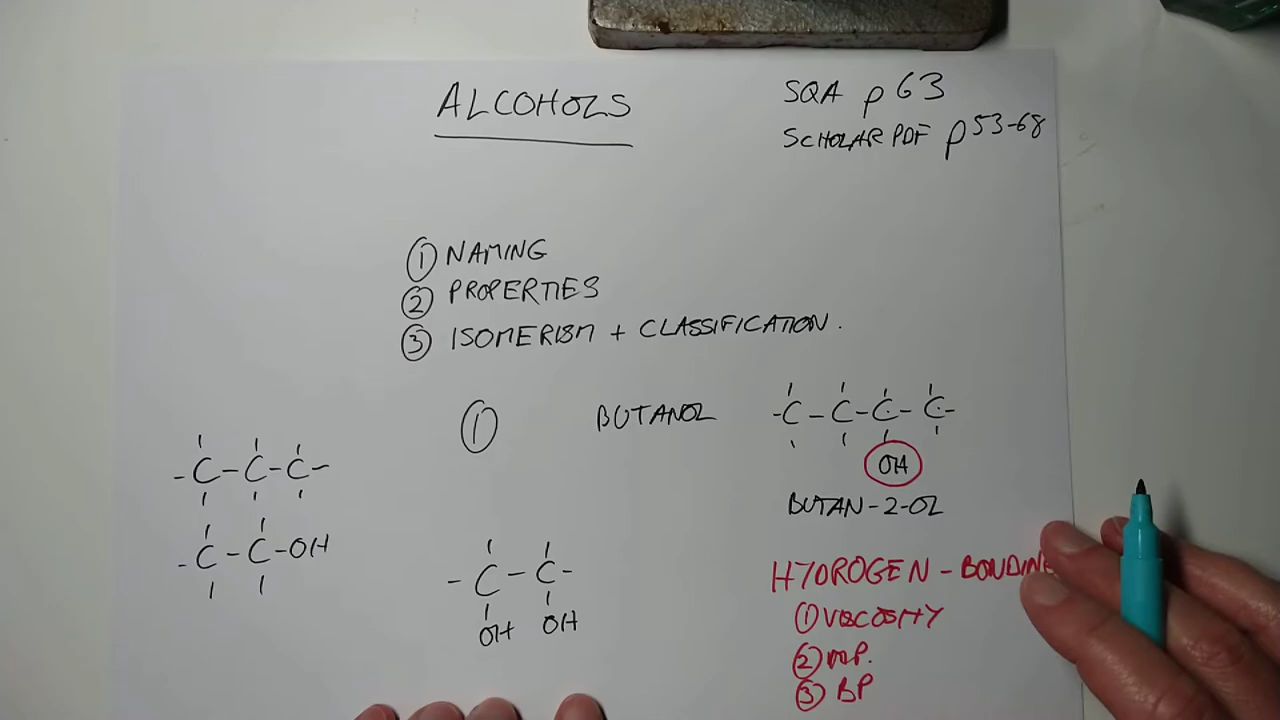 ALCOHOLS
SQA p 63
SCHOLAR PDF p53-68
① NAMING
② PROPERTIES
③ ISOMERISM + CLASSIFICATION.
① BUTANOL
-C-C-C-C-
OH
BUTAN-2-OL
-C-C-C-
-C-C-OH
-C-C-
OH OH
HYDROGEN-BONDING
① VISCOSITY
② MP.
③ BP